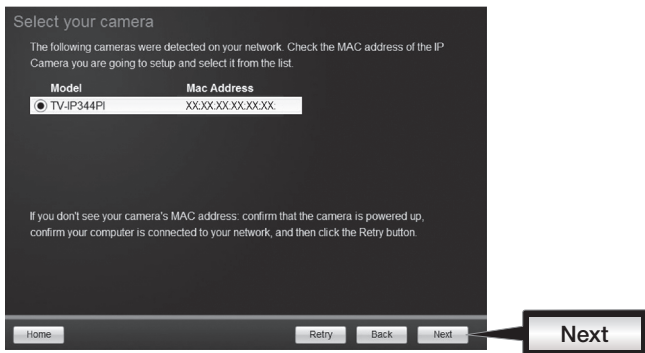 Select your camera
The following cameras were detected on your network. Check the MAC address of the IP
Camera you are going to setup and select it from the list.
Model Mac Address
TV-IP344PI XX:XX:XX:XX:XX:XX:
If you don't see your camera's MAC address: confirm that the camera is powered up,
confirm your computer is connected to your network, and then click the Retry button.
Home Retry Back Next
Next